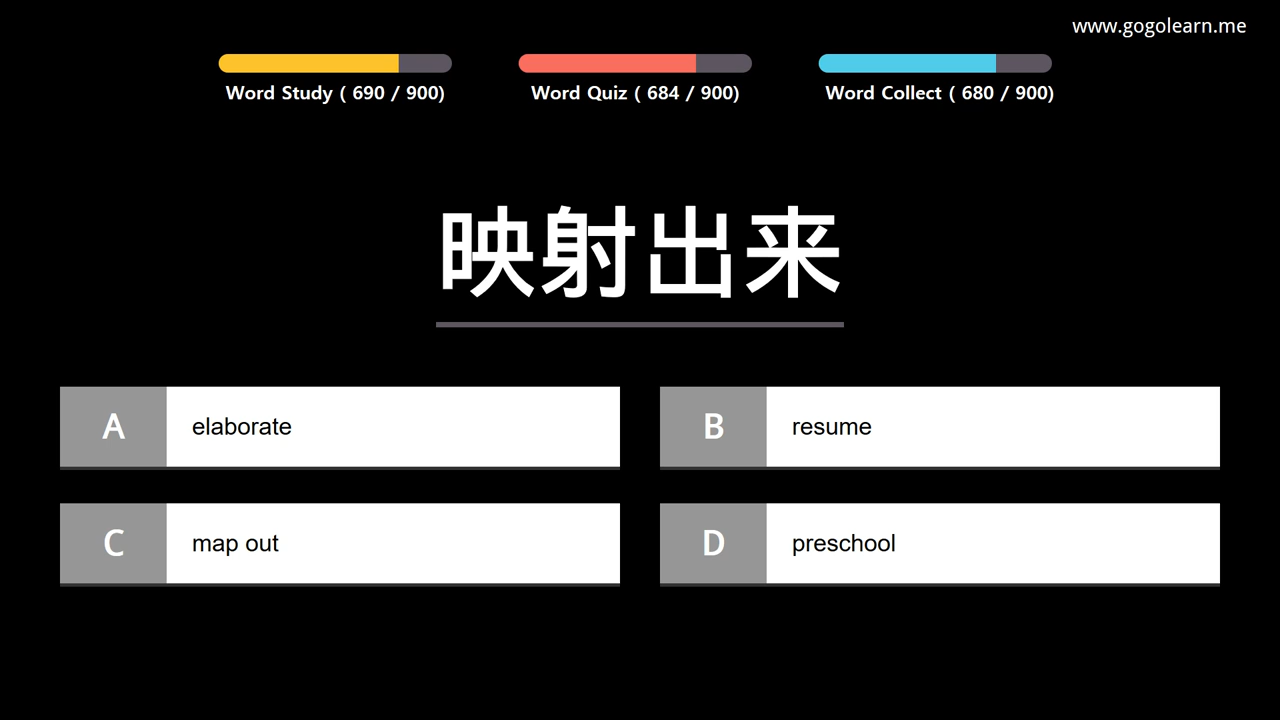 www.gogolearn.me
Word Study ( 690 / 900)
Word Quiz ( 684 / 900)
Word Collect ( 680 / 900)
映射出来
A elaborate
B resume
C map out
D preschool